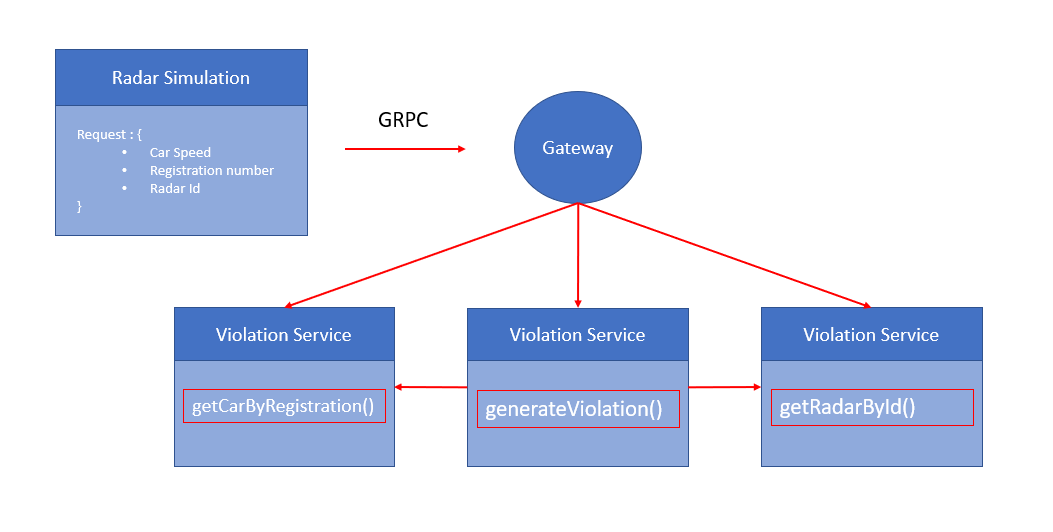 Radar Simulation
Request : {
• Car Speed
• Registration number
• Radar Id
}
GRPC
Gateway
Violation Service
getCarByRegistration()
Violation Service
generateViolation()
Violation Service
getRadarById()